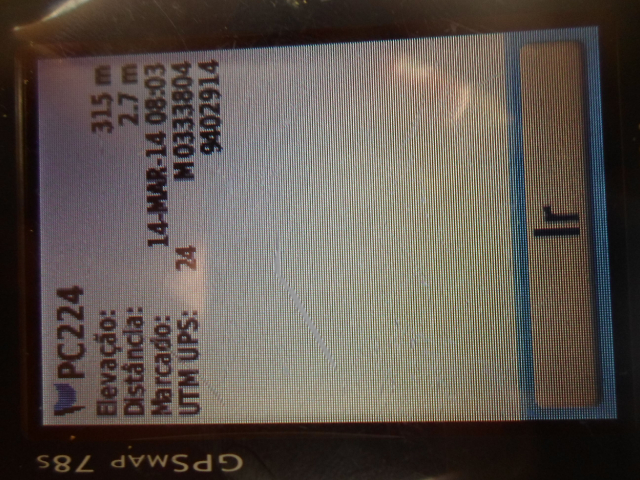 PC224
Elevação: 315 m
Distância: 2.7 m
Marcado: 14-MAR-14 08:03
UTM UPS: 24 M 0333804
9402914
Ir
GPSMAP 78s